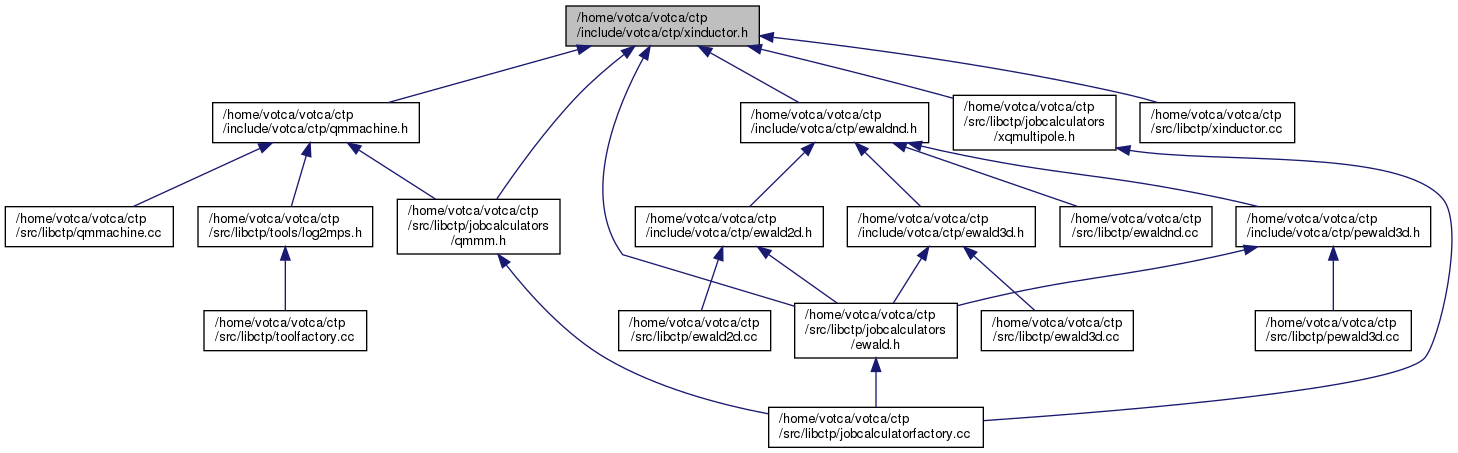 /home/votca/votca/ctp
/include/votca/ctp/xinductor.h
/home/votca/votca/ctp
/include/votca/ctp/qmmachine.h
/home/votca/votca/ctp
/include/votca/ctp/ewaldnd.h
/home/votca/votca/ctp
/src/libctp/jobcalculators
/xqmultipole.h
/home/votca/votca/ctp
/src/libctp/xinductor.cc
/home/votca/votca/ctp
/src/libctp/qmmachine.cc
/home/votca/votca/ctp
/src/libctp/tools/log2mps.h
/home/votca/votca/ctp
/src/libctp/jobcalculators
/qmmm.h
/home/votca/votca/ctp
/include/votca/ctp/ewald2d.h
/home/votca/votca/ctp
/include/votca/ctp/ewald3d.h
/home/votca/votca/ctp
/src/libctp/ewaldnd.cc
/home/votca/votca/ctp
/include/votca/ctp/pewald3d.h
/home/votca/votca/ctp
/src/libctp/toolfactory.cc
/home/votca/votca/ctp
/src/libctp/ewald2d.cc
/home/votca/votca/ctp
/src/libctp/jobcalculators
/ewald.h
/home/votca/votca/ctp
/src/libctp/ewald3d.cc
/home/votca/votca/ctp
/src/libctp/pewald3d.cc
/home/votca/votca/ctp
/src/libctp/jobcalculatorfactory.cc